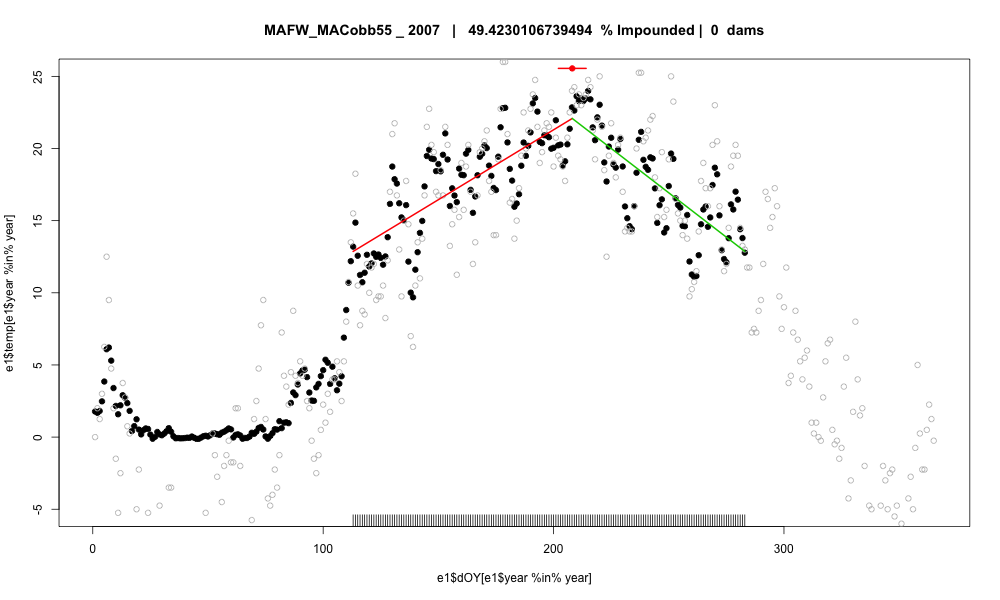 MAFW_MACobb55 _ 2007 | 49.4230106739494 % Impounded | 0 dams
25
20
15
10
5
0
-5
e1$temp[e1$year %in% year]
0 100 200 300
e1$dOY[e1$year %in% year]